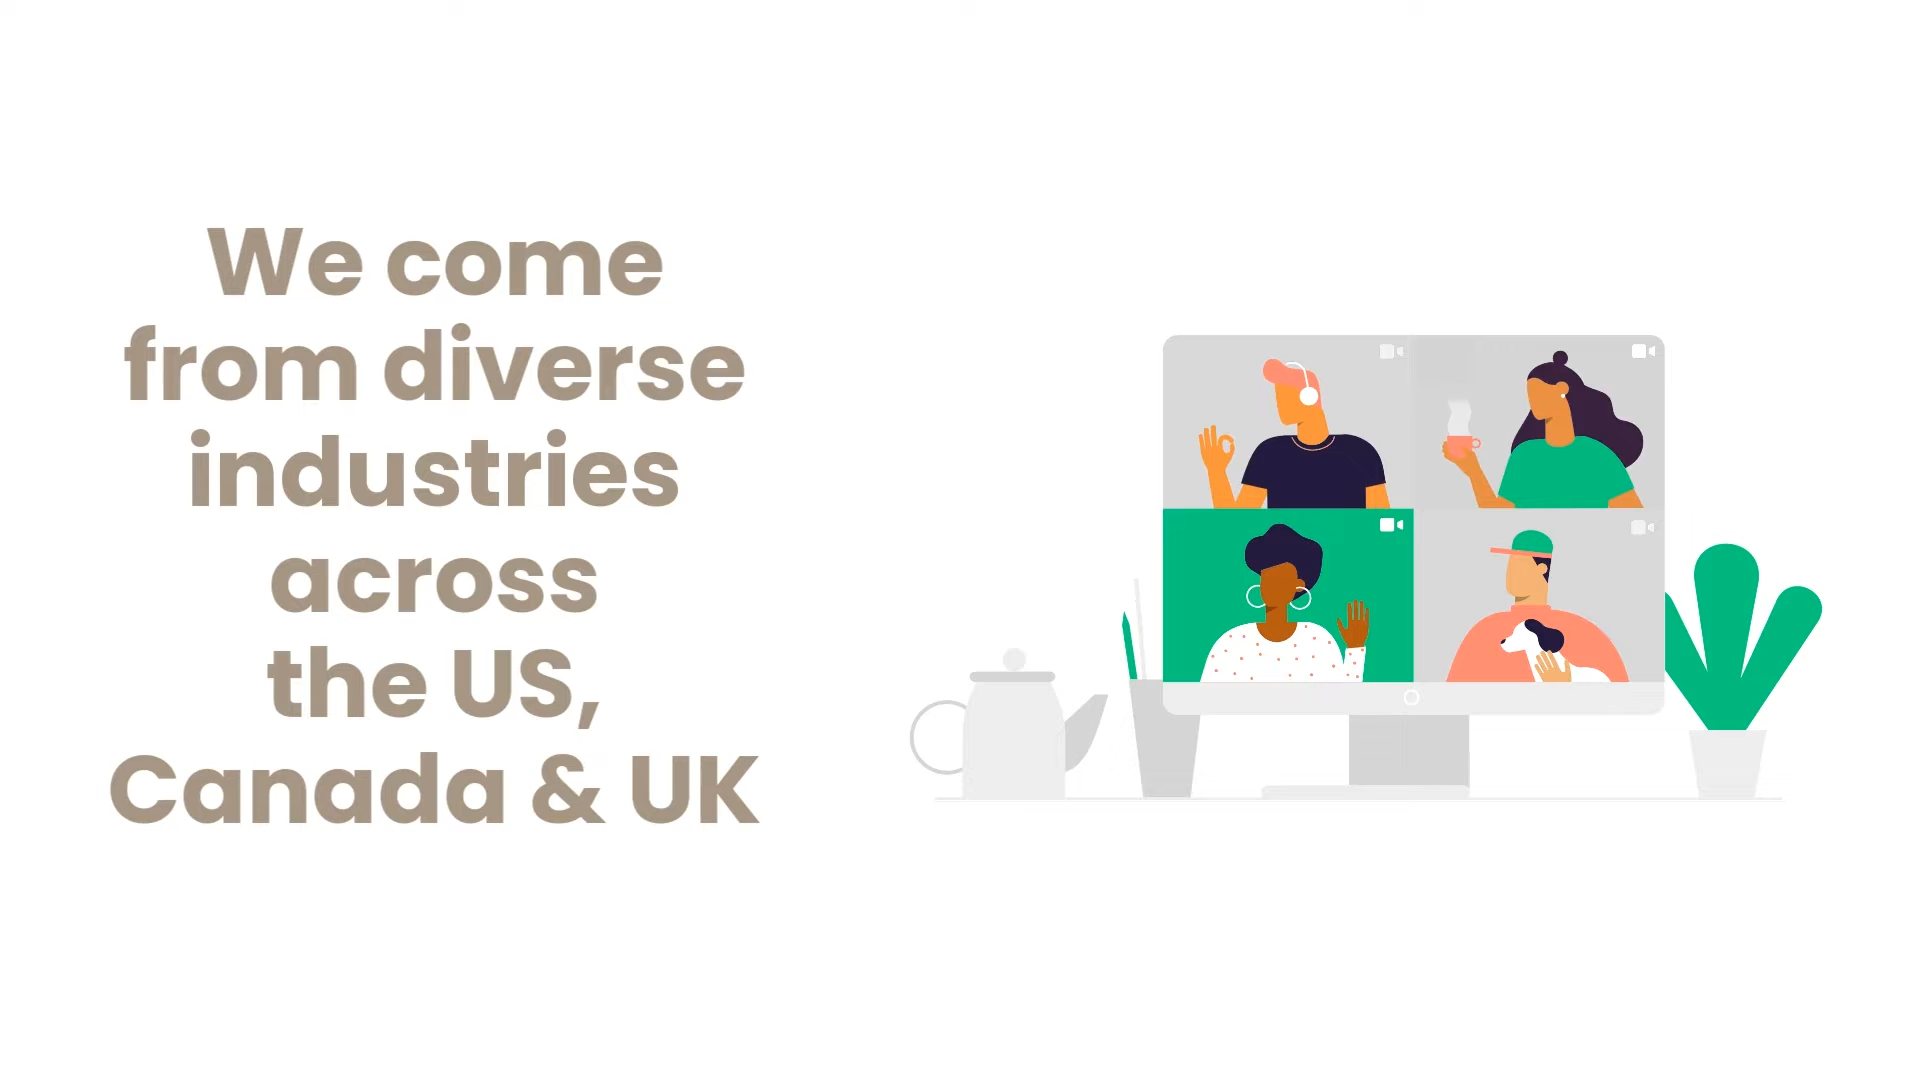 We come
from diverse
industries
across
the US,
Canada & UK